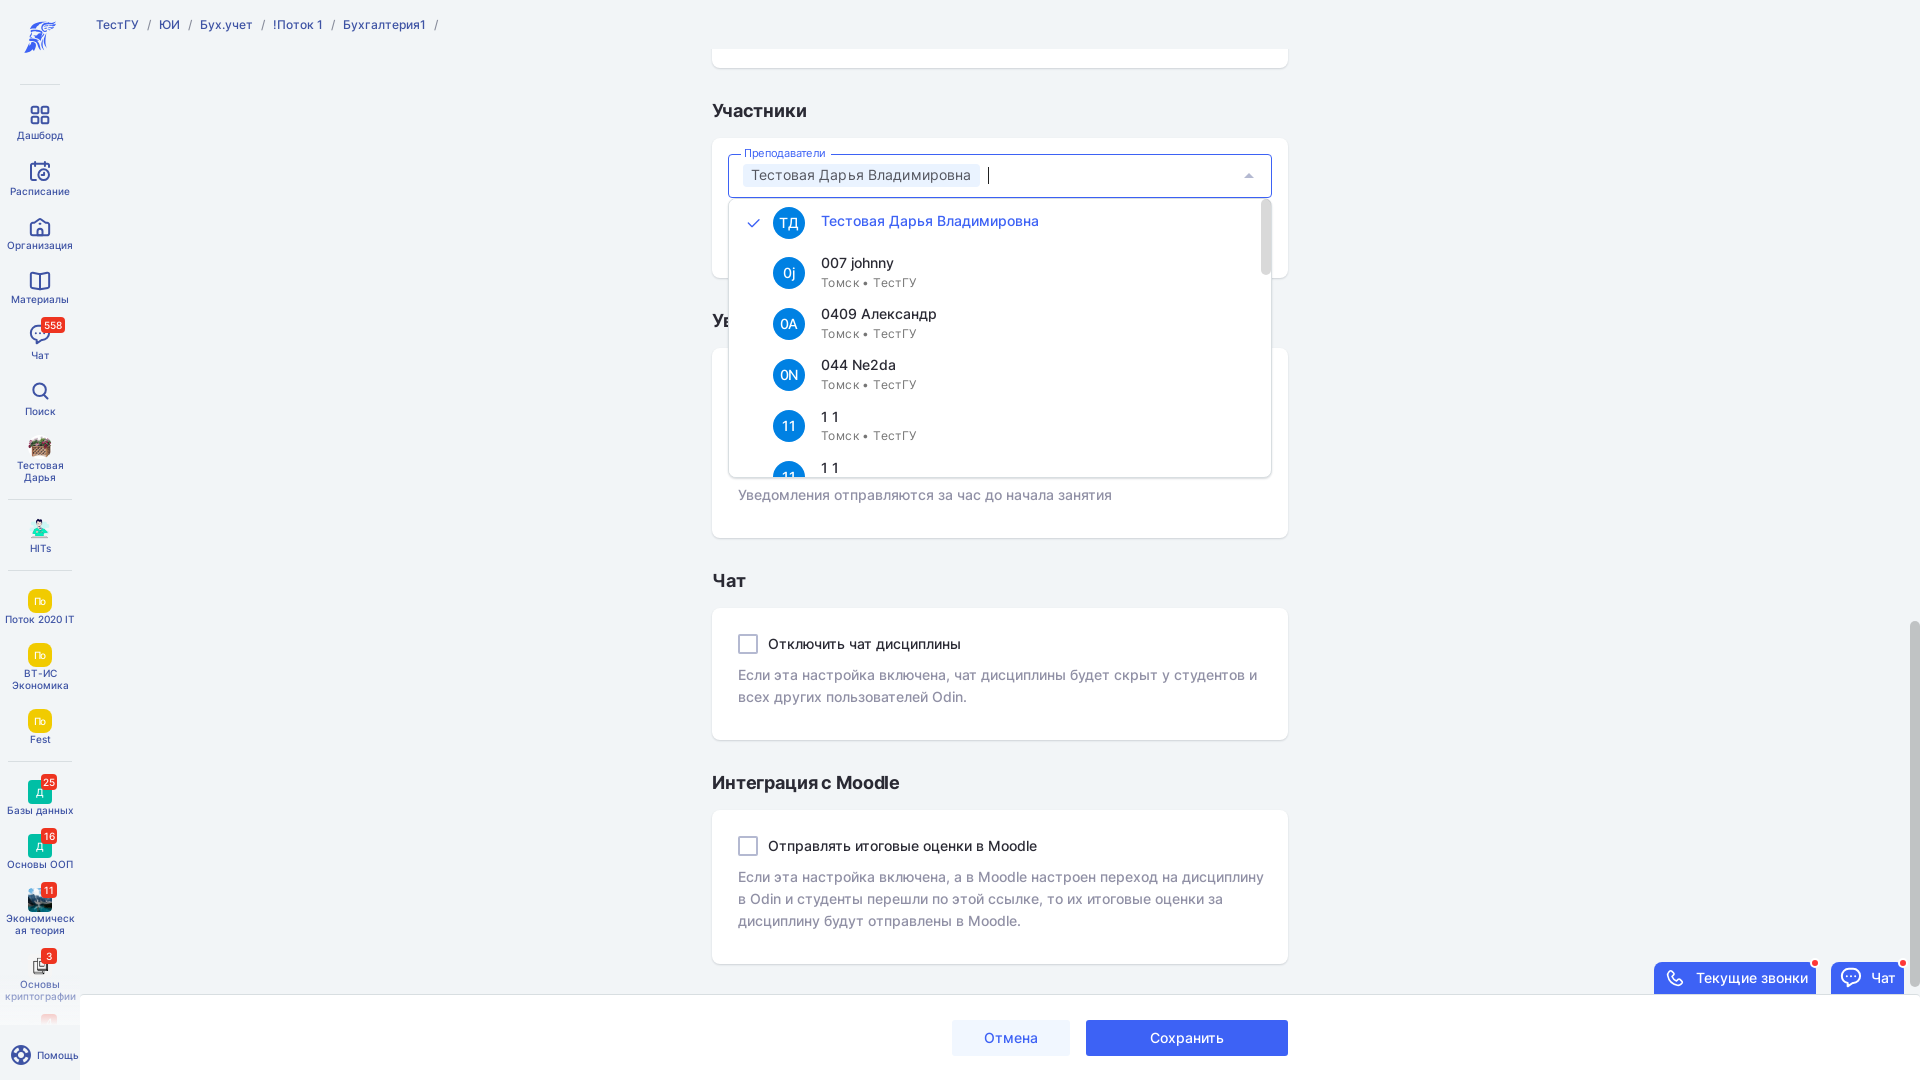 ТестГУ / ЮИ / Бух.учет / !Поток 1 / Бухгалтерия1 /
Дашборд
Расписание
Организация
Материалы
558
Чат
Поиск
Тестовая
Дарья
HITs
По
Поток 2020 IT
По
ВТ-ИС
Экономика
По
Fest
25
Д
Базы данных
16
Д
Основы ООП
11
Экономическ
ая теория
3
Основы
криптографии
Помощь
Участники
Преподаватели
Тестовая Дарья Владимировна
ТД Тестовая Дарья Владимировна
0j 007 johnny
Томск • ТестГУ
0А 0409 Александр
Томск • ТестГУ
0N 044 Ne2da
Томск • ТестГУ
11 1 1
Томск • ТестГУ
11 1 1
Ув
Уведомления отправляются за час до начала занятия
Чат
Отключить чат дисциплины
Если эта настройка включена, чат дисциплины будет скрыт у студентов и
всех других пользователей Odin.
Интеграция с Moodle
Отправлять итоговые оценки в Moodle
Если эта настройка включена, а в Moodle настроен переход на дисциплину
в Odin и студенты перешли по этой ссылке, то их итоговые оценки за
дисциплину будут отправлены в Moodle.
Текущие звонки
Чат
Отмена
Сохранить